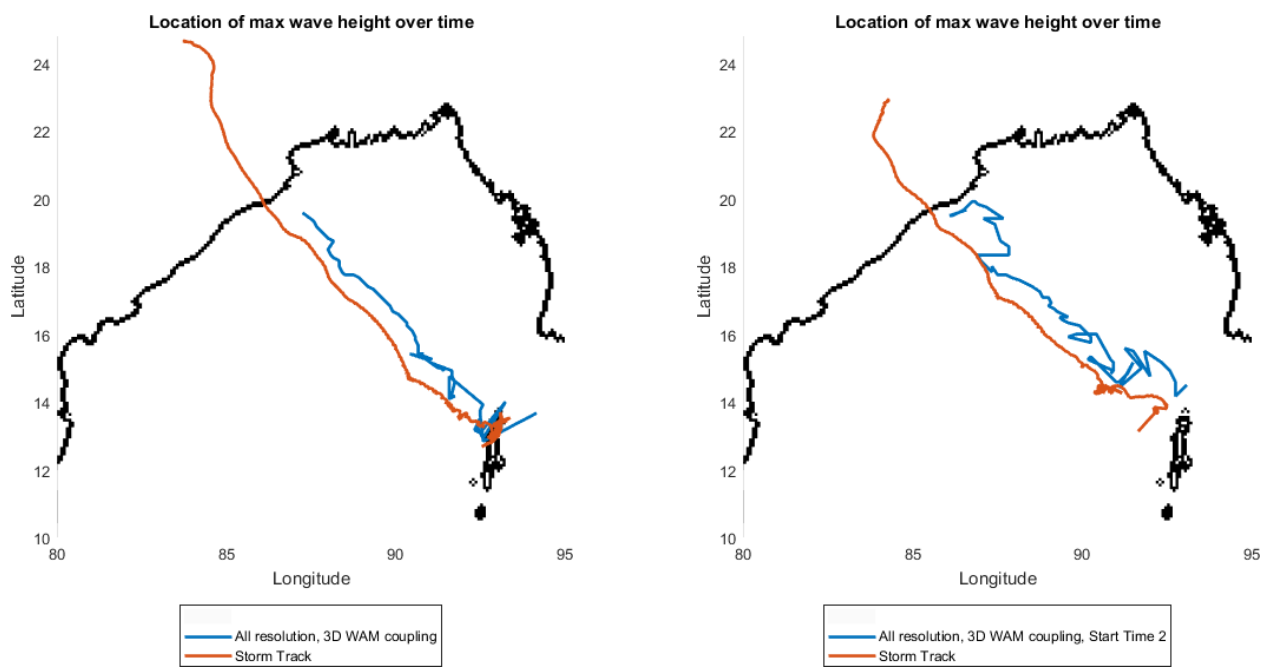 Location of max wave height over time
24
22
20
18
16
14
12
10
Latitude
80
85
90
95
Longitude
All resolution, 3D WAM coupling
Storm Track
Location of max wave height over time
24
22
20
18
16
14
12
10
Latitude
80
85
90
95
Longitude
All resolution, 3D WAM coupling, Start Time 2
Storm Track